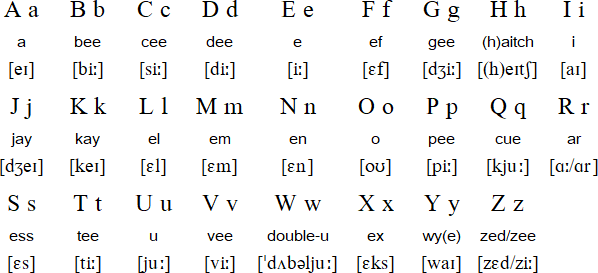 A a B b C c D d E e F f G g H h I i
a bee cee dee e ef gee (h)aitch i
[eɪ] [biː] [siː] [diː] [iː] [ɛf] [dʒiː] [(h)eɪtʃ] [aɪ]
J j K k L l M m N n O o P p Q q R r
jay kay el em en o pee cue ar
[dʒeɪ] [keɪ] [ɛl] [ɛm] [ɛn] [oʊ] [piː] [kjuː] [ɑː/ɑr]
S s T t U u V v W w X x Y y Z z
ess tee u vee double-u ex wy(e) zed/zee
[ɛs] [tiː] [juː] [viː] [ˈdʌbəljuː] [ɛks] [waɪ] [zɛd/ziː]